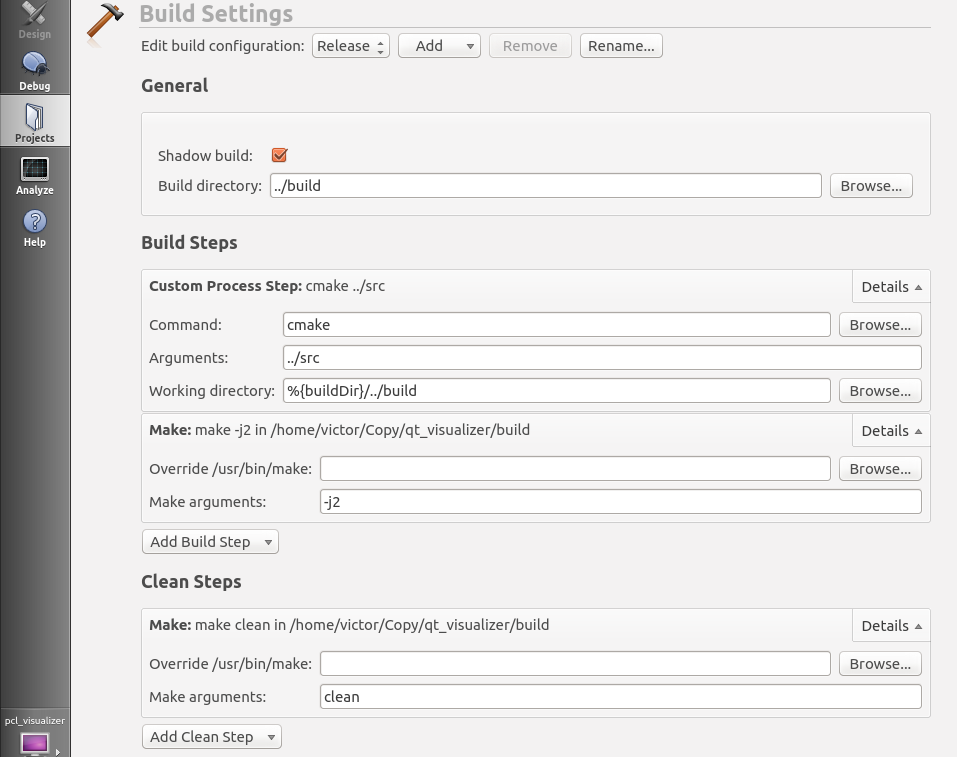 Design
Debug
Projects
Analyze
Help
pcl_visualizer
Build Settings
Edit build configuration: Release Add Remove Rename...
General
Shadow build:
Build directory: ../build Browse...
Build Steps
Custom Process Step: cmake ../src Details
Command: cmake Browse...
Arguments: ../src
Working directory: %{buildDir}/../build Browse...
Make: make -j2 in /home/victor/Copy/qt_visualizer/build Details
Override /usr/bin/make: Browse...
Make arguments: -j2
Add Build Step
Clean Steps
Make: make clean in /home/victor/Copy/qt_visualizer/build Details
Override /usr/bin/make: Browse...
Make arguments: clean
Add Clean Step